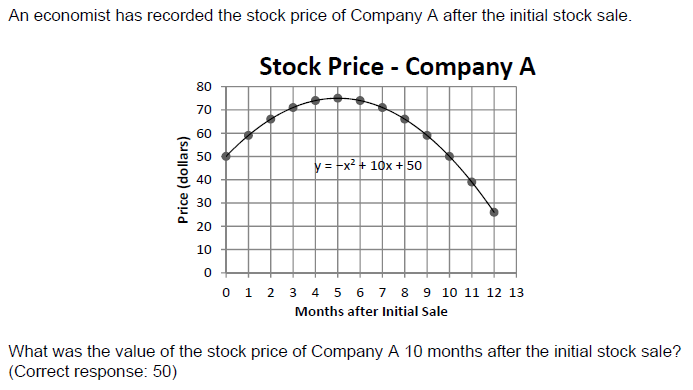 An economist has recorded the stock price of Company A after the initial stock sale.
Stock Price - Company A
80
70
60
50
40
30
20
10
0
Price (dollars)
y = −x² + 10x + 50
0 1 2 3 4 5 6 7 8 9 10 11 12 13
Months after Initial Sale
What was the value of the stock price of Company A 10 months after the initial stock sale?
(Correct response: 50)